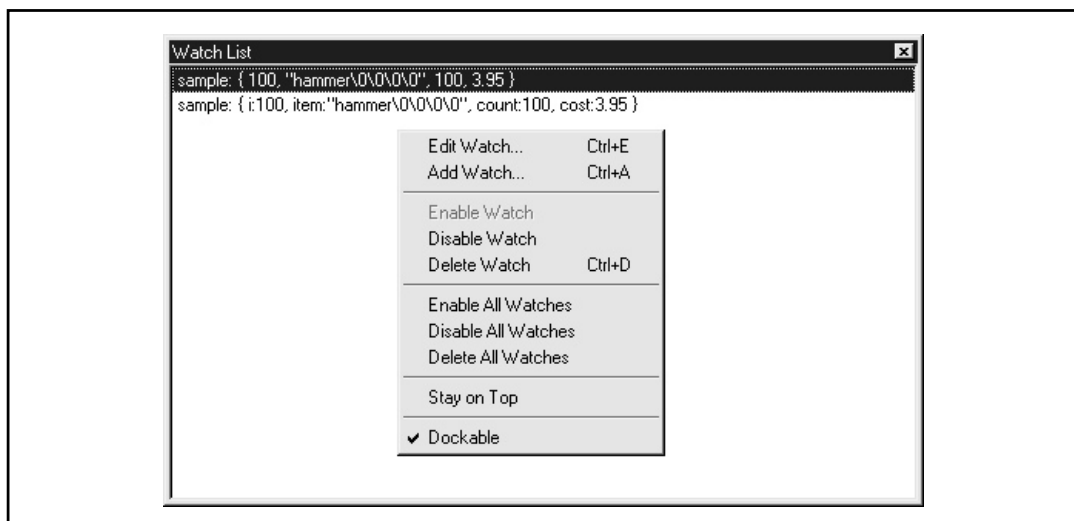 Watch List
sample: { 100, "hammer\0\0\0\0", 100, 3.95 }
sample: { i:100, item:"hammer\0\0\0\0", count:100, cost:3.95 }
Edit Watch... Ctrl+E
Add Watch... Ctrl+A
Enable Watch
Disable Watch
Delete Watch Ctrl+D
Enable All Watches
Disable All Watches
Delete All Watches
Stay on Top
Dockable